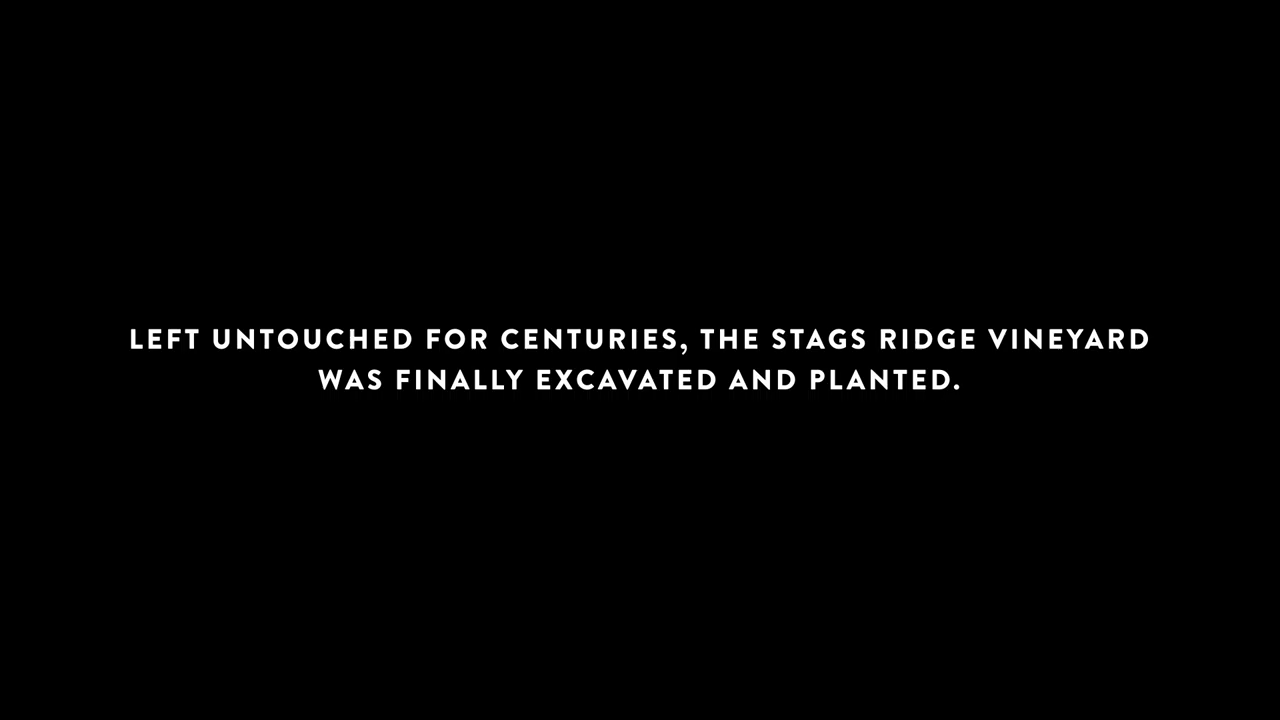 LEFT UNTOUCHED FOR CENTURIES, THE STAGS RIDGE VINEYARD
WAS FINALLY EXCAVATED AND PLANTED.